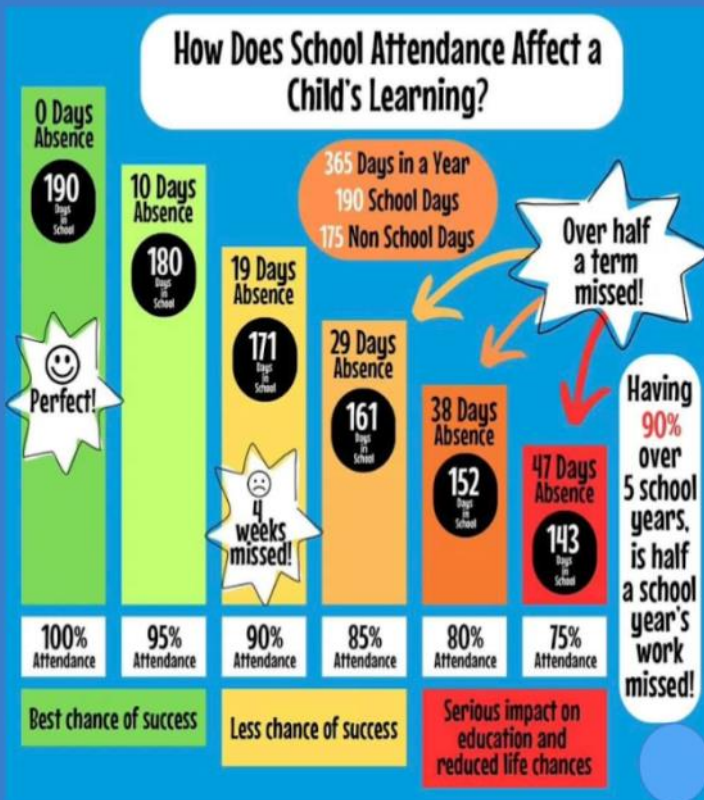 How Does School Attendance Affect a
Child's Learning?
0 Days
Absence
190
Days
in
School
Perfect!
10 Days
Absence
180
Days
in
School
365 Days in a Year
190 School Days
175 Non School Days
Over half
a term
missed!
19 Days
Absence
171
Days
in
School
4
weeks
missed!
29 Days
Absence
161
Days
in
School
38 Days
Absence
152
Days
in
School
47 Days
Absence
143
Days
in
School
Having
90%
over
5 school
years,
is half
a school
year's
work
missed!
100%
Attendance
95%
Attendance
90%
Attendance
85%
Attendance
80%
Attendance
75%
Attendance
Best chance of success
Less chance of success
Serious impact on
education and
reduced life chances